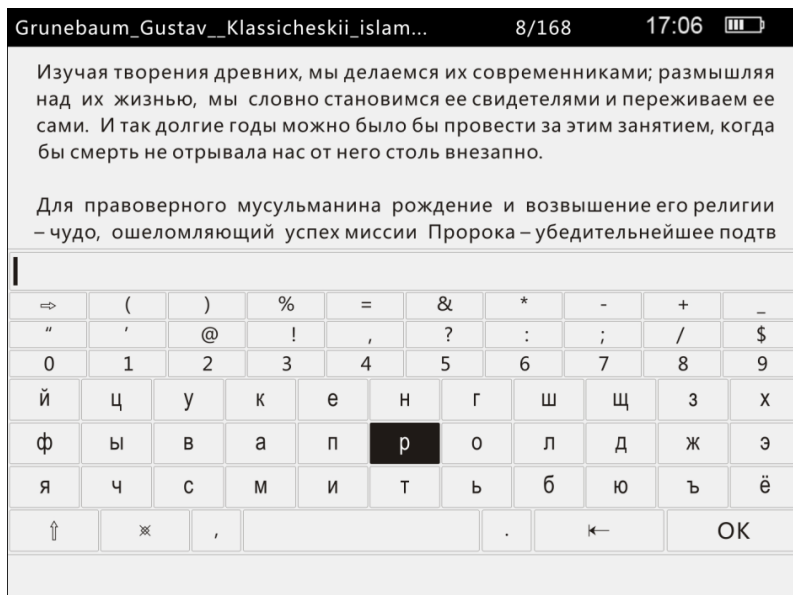 Grunebaum_Gustav__Klassicheskii_islam... 8/168 17:06
Изучая творения древних, мы делаемся их современниками; размышляя
над их жизнью, мы словно становимся ее свидетелями и переживаем ее
сами. И так долгие годы можно было бы провести за этим занятием, когда
бы смерть не отрывала нас от него столь внезапно.
Для правоверного мусульманина рождение и возвышение его религии
– чудо, ошеломляющий успех миссии Пророка – убедительнейшее подтв
⇨ ( ) % = & * - + _
“ ’ @ ! , ? : ; / $
0 1 2 3 4 5 6 7 8 9
й ц у к е н г ш щ з х
ф ы в а п р о л д ж э
я ч с м и т ь б ю ъ ё
⇧ ※ , . ⇤ OK